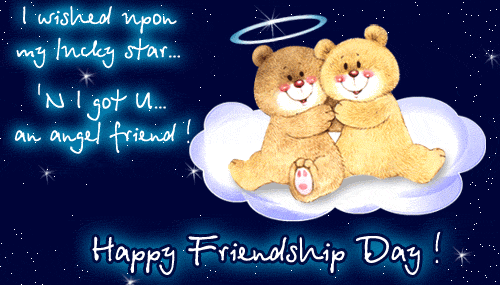 I wished upon
my lucky star...
'N I got U...
an angel friend !
Happy Friendship Day !